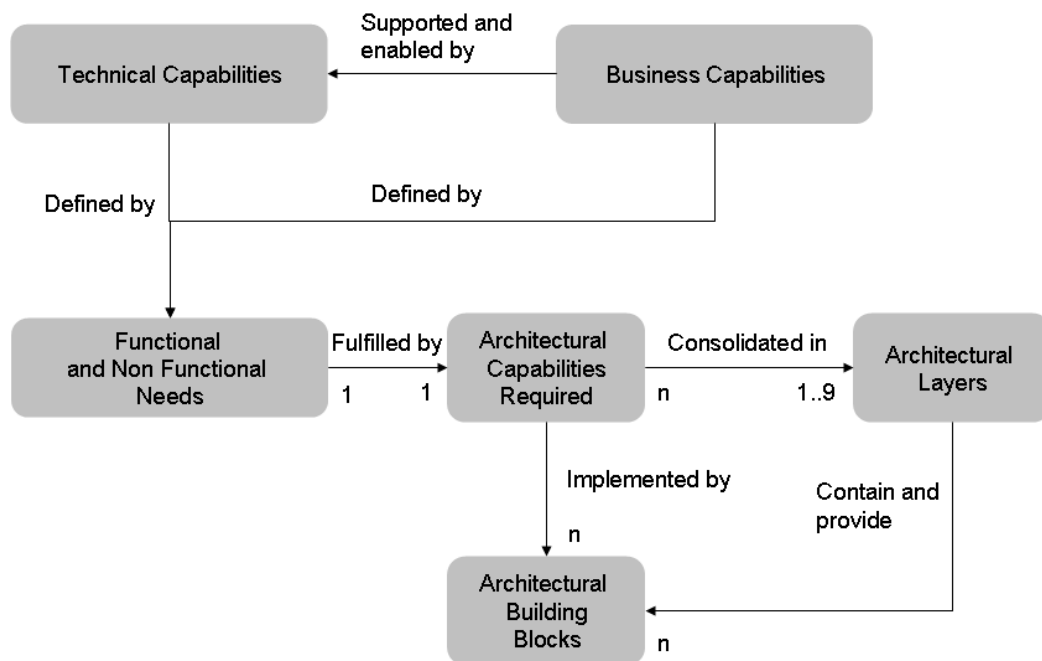 Supported and
enabled by
Technical Capabilities
Business Capabilities
Defined by
Defined by
Functional
and Non Functional
Needs
Fulfilled by
1
1
Architectural
Capabilities
Required
Consolidated in
n
1..9
Architectural
Layers
Implemented by
n
Contain and
provide
Architectural
Building
Blocks
n